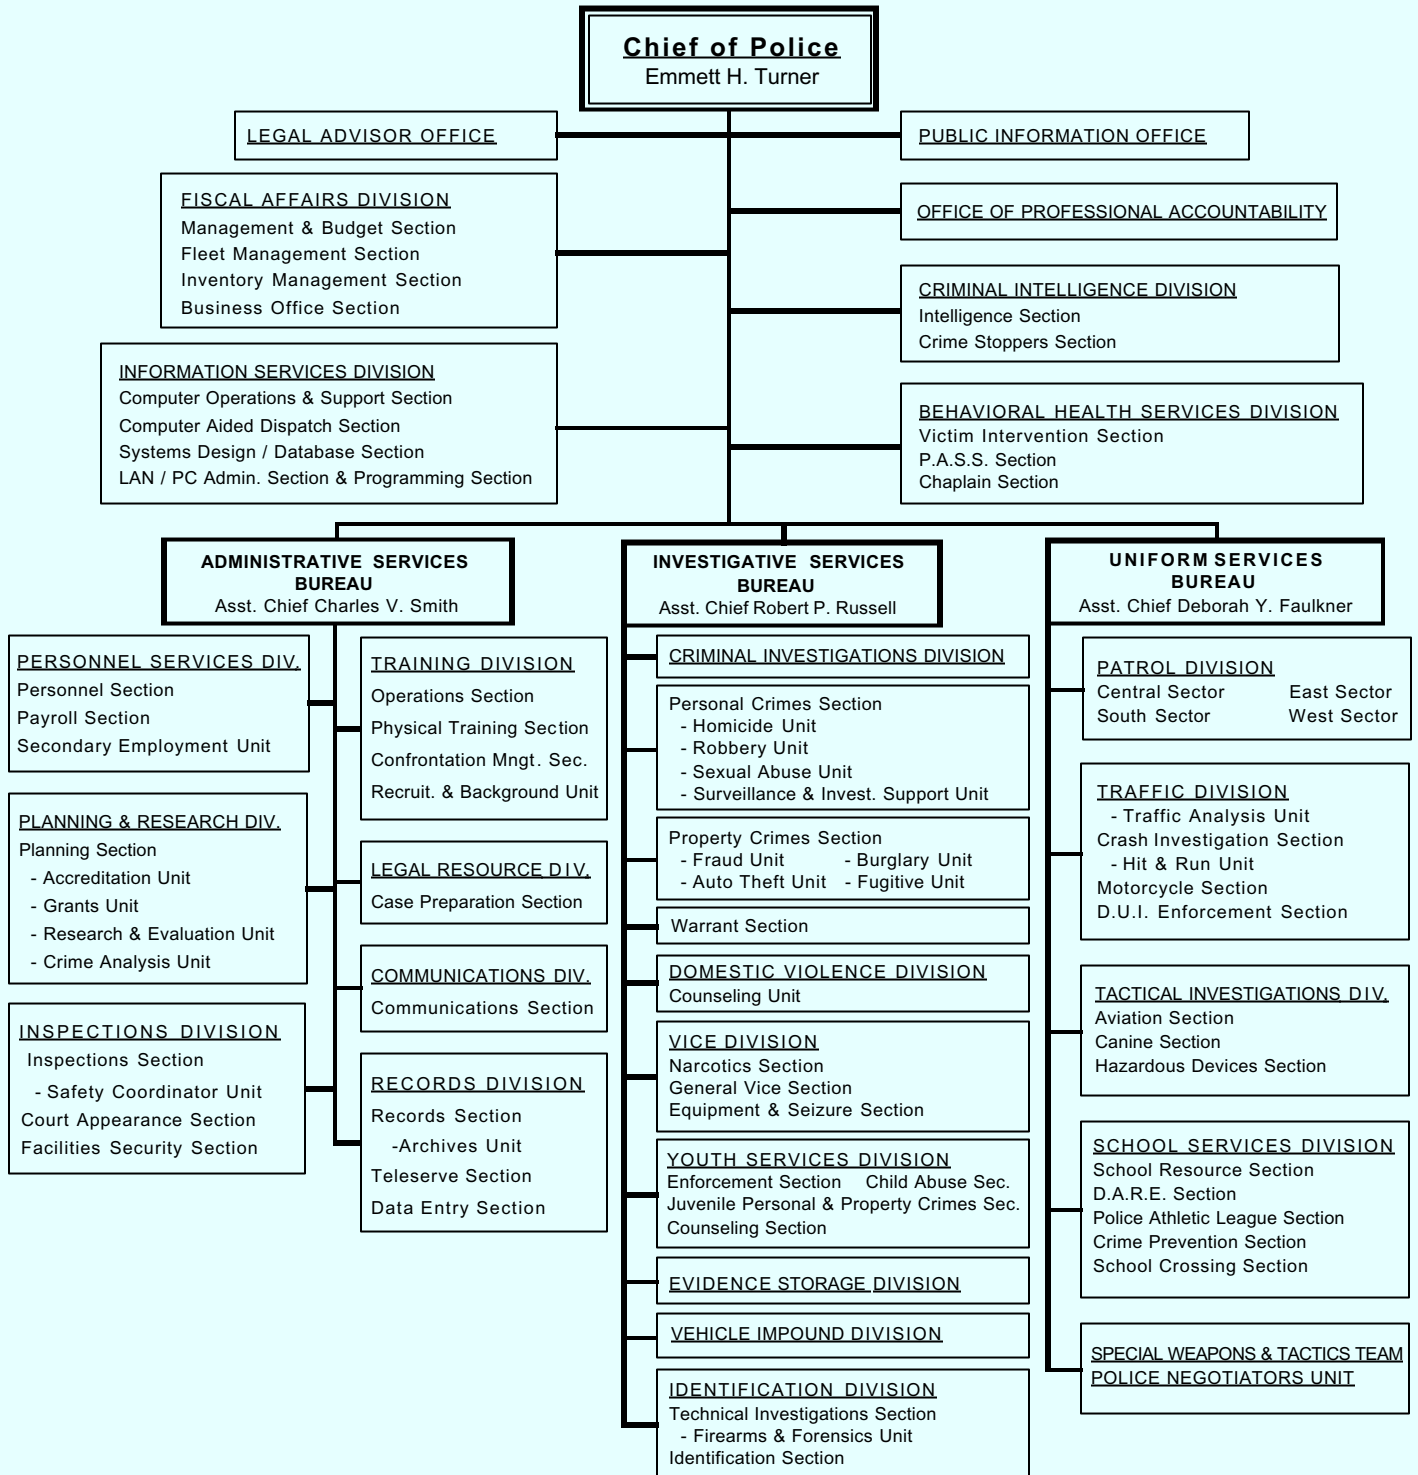 Chief of Police
Emmett H. Turner
LEGAL ADVISOR OFFICE
PUBLIC INFORMATION OFFICE
FISCAL AFFAIRS DIVISION
Management & Budget Section
Fleet Management Section
Inventory Management Section
Business Office Section
OFFICE OF PROFESSIONAL ACCOUNTABILITY
CRIMINAL INTELLIGENCE DIVISION
Intelligence Section
Crime Stoppers Section
INFORMATION SERVICES DIVISION
Computer Operations & Support Section
Computer Aided Dispatch Section
Systems Design / Database Section
LAN / PC Admin. Section & Programming Section
BEHAVIORAL HEALTH SERVICES DIVISION
Victim Intervention Section
P.A.S.S. Section
Chaplain Section
ADMINISTRATIVE SERVICES
BUREAU
Asst. Chief Charles V. Smith
PERSONNEL SERVICES DIV.
Personnel Section
Payroll Section
Secondary Employment Unit
PLANNING & RESEARCH DIV.
Planning Section
- Accreditation Unit
- Grants Unit
- Research & Evaluation Unit
- Crime Analysis Unit
INSPECTIONS DIVISION
Inspections Section
- Safety Coordinator Unit
Court Appearance Section
Facilities Security Section
TRAINING DIVISION
Operations Section
Physical Training Section
Confrontation Mngt. Sec.
Recruit. & Background Unit
LEGAL RESOURCE DIV.
Case Preparation Section
COMMUNICATIONS DIV.
Communications Section
RECORDS DIVISION
Records Section
-Archives Unit
Teleserve Section
Data Entry Section
INVESTIGATIVE SERVICES
BUREAU
Asst. Chief Robert P. Russell
CRIMINAL INVESTIGATIONS DIVISION
Personal Crimes Section
- Homicide Unit
- Robbery Unit
- Sexual Abuse Unit
- Surveillance & Invest. Support Unit
Property Crimes Section
- Fraud Unit - Burglary Unit
- Auto Theft Unit - Fugitive Unit
Warrant Section
DOMESTIC VIOLENCE DIVISION
Counseling Unit
VICE DIVISION
Narcotics Section
General Vice Section
Equipment & Seizure Section
YOUTH SERVICES DIVISION
Enforcement Section Child Abuse Sec.
Juvenile Personal & Property Crimes Sec.
Counseling Section
EVIDENCE STORAGE DIVISION
VEHICLE IMPOUND DIVISION
IDENTIFICATION DIVISION
Technical Investigations Section
- Firearms & Forensics Unit
Identification Section
UNIFORM SERVICES
BUREAU
Asst. Chief Deborah Y. Faulkner
PATROL DIVISION
Central Sector East Sector
South Sector West Sector
TRAFFIC DIVISION
- Traffic Analysis Unit
Crash Investigation Section
- Hit & Run Unit
Motorcycle Section
D.U.I. Enforcement Section
TACTICAL INVESTIGATIONS DIV.
Aviation Section
Canine Section
Hazardous Devices Section
SCHOOL SERVICES DIVISION
School Resource Section
D.A.R.E. Section
Police Athletic League Section
Crime Prevention Section
School Crossing Section
SPECIAL WEAPONS & TACTICS TEAM
POLICE NEGOTIATORS UNIT